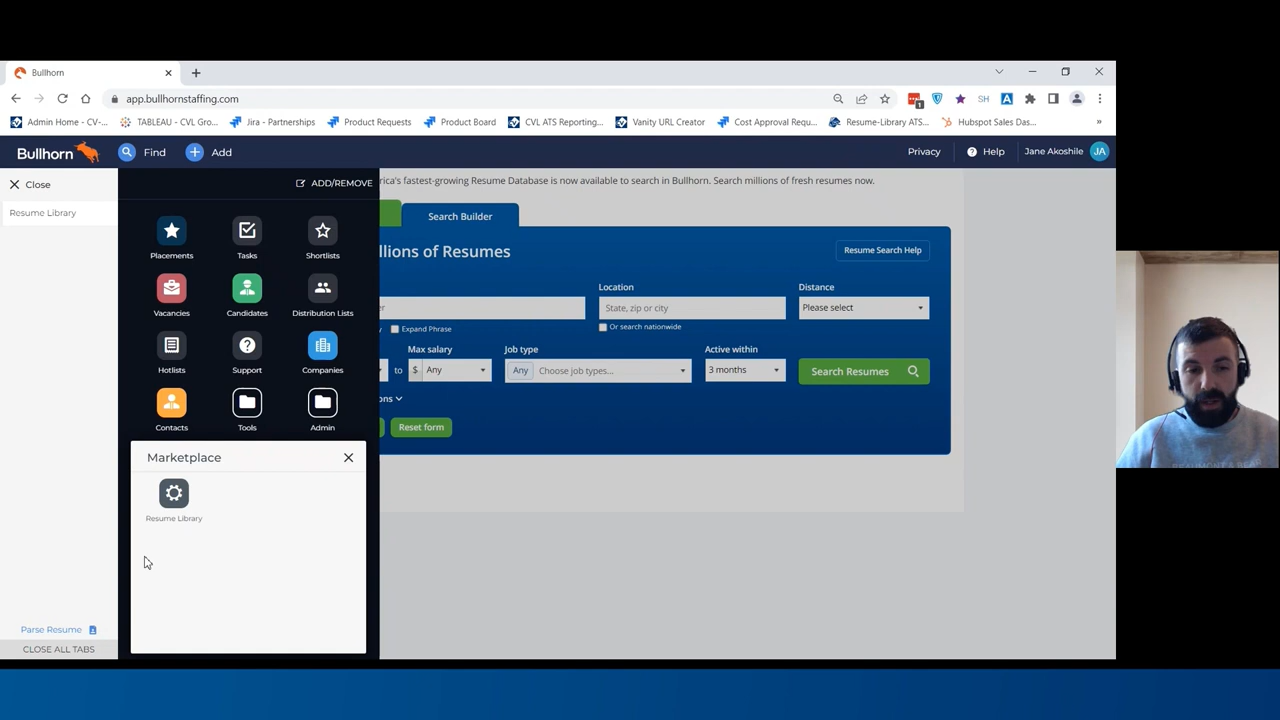 Bullhorn
app.bullhornstaffing.com
Admin Home - CV-...
TABLEAU - CVL Gro...
Jira - Partnerships
Product Requests
Product Board
CVL ATS Reporting...
Vanity URL Creator
Cost Approval Requ...
Resume-Library ATS...
Hubspot Sales Das...
»
Bullhorn
Find
Add
Privacy
Help
Jane Akoshile
JA
Close
Resume Library
ADD/REMOVE
Placements
Tasks
Shortlists
Vacancies
Candidates
Distribution Lists
Hotlists
Support
Companies
Contacts
Tools
Admin
Marketplace
Resume Library
Parse Resume
CLOSE ALL TABS
ica's fastest-growing Resume Database is now available to search in Bullhorn. Search millions of fresh resumes now.
Search Builder
llions of Resumes
Resume Search Help
Location
Distance
State, zip or city
Please select
Expand Phrase
Or search nationwide
Max salary
Job type
Active within
to
$
Any
Any
Choose job types...
3 months
Search Resumes
ons
Reset form
SH
A
1